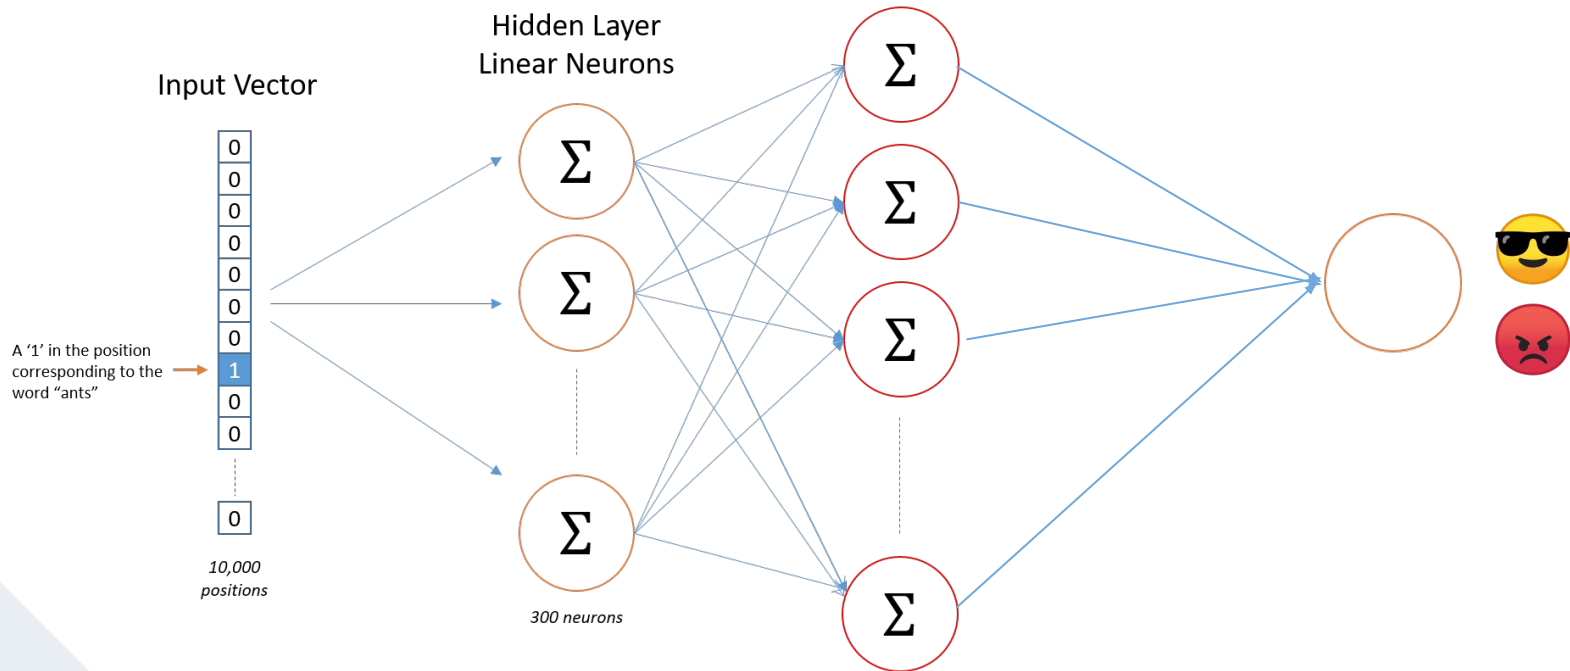 Input Vector
0
0
0
0
0
0
0
1
0
0
0
A ‘1’ in the position
corresponding to the
word “ants”
10,000
positions
Hidden Layer
Linear Neurons
Σ
Σ
Σ
300 neurons
Σ
Σ
Σ
Σ